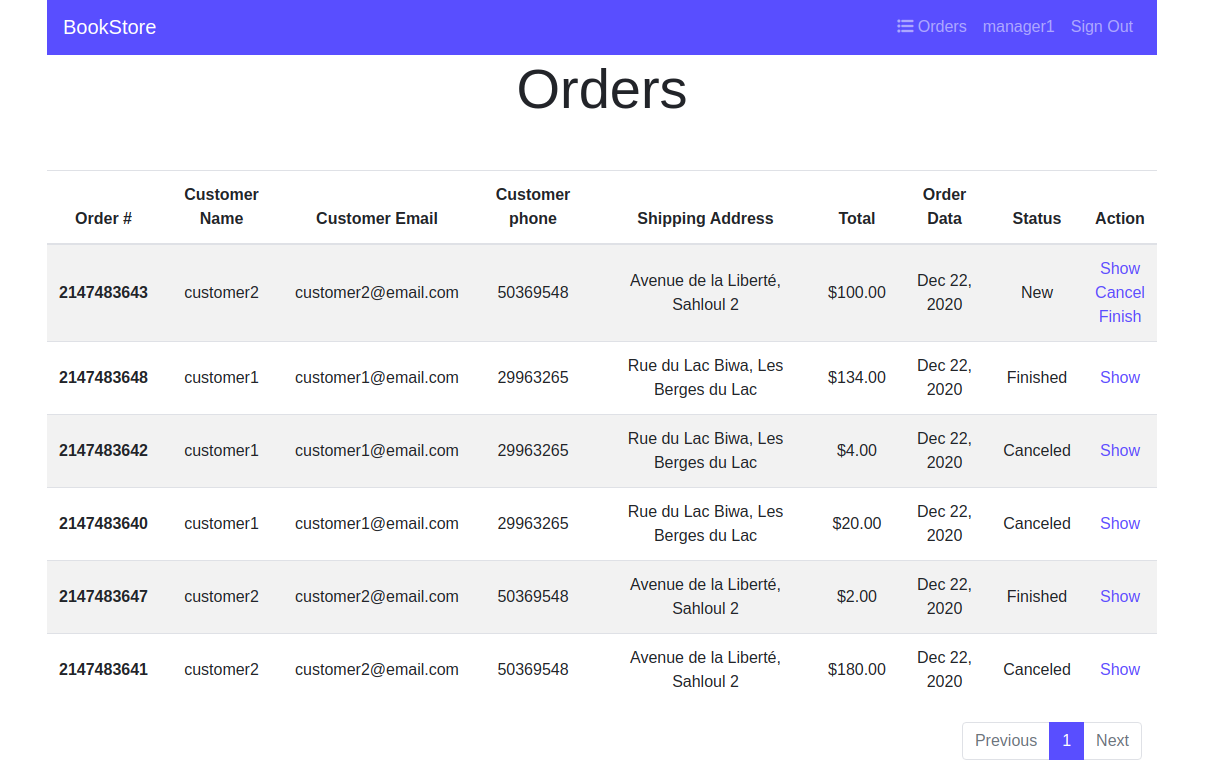 BookStore Orders manager1 Sign Out
Orders
Customer Customer Order
Order # Name Customer Email phone Shipping Address Total Data Status Action
Show
Avenue de la Liberté, Dec 22,
2147483643 customer2 customer2@email.com 50369548 $100.00 New Cancel
Sahloul 2 2020
Finish
Rue du Lac Biwa, Les Dec 22,
2147483648 customer1 customer1@email.com 29963265 $134.00 Finished Show
Berges du Lac 2020
Rue du Lac Biwa, Les Dec 22,
2147483642 customer1 customer1@email.com 29963265 $4.00 Canceled Show
Berges du Lac 2020
Rue du Lac Biwa, Les Dec 22,
2147483640 customer1 customer1@email.com 29963265 $20.00 Canceled Show
Berges du Lac 2020
Avenue de la Liberté, Dec 22,
2147483647 customer2 customer2@email.com 50369548 $2.00 Finished Show
Sahloul 2 2020
Avenue de la Liberté, Dec 22,
2147483641 customer2 customer2@email.com 50369548 $180.00 Canceled Show
Sahloul 2 2020
Previous 1 Next